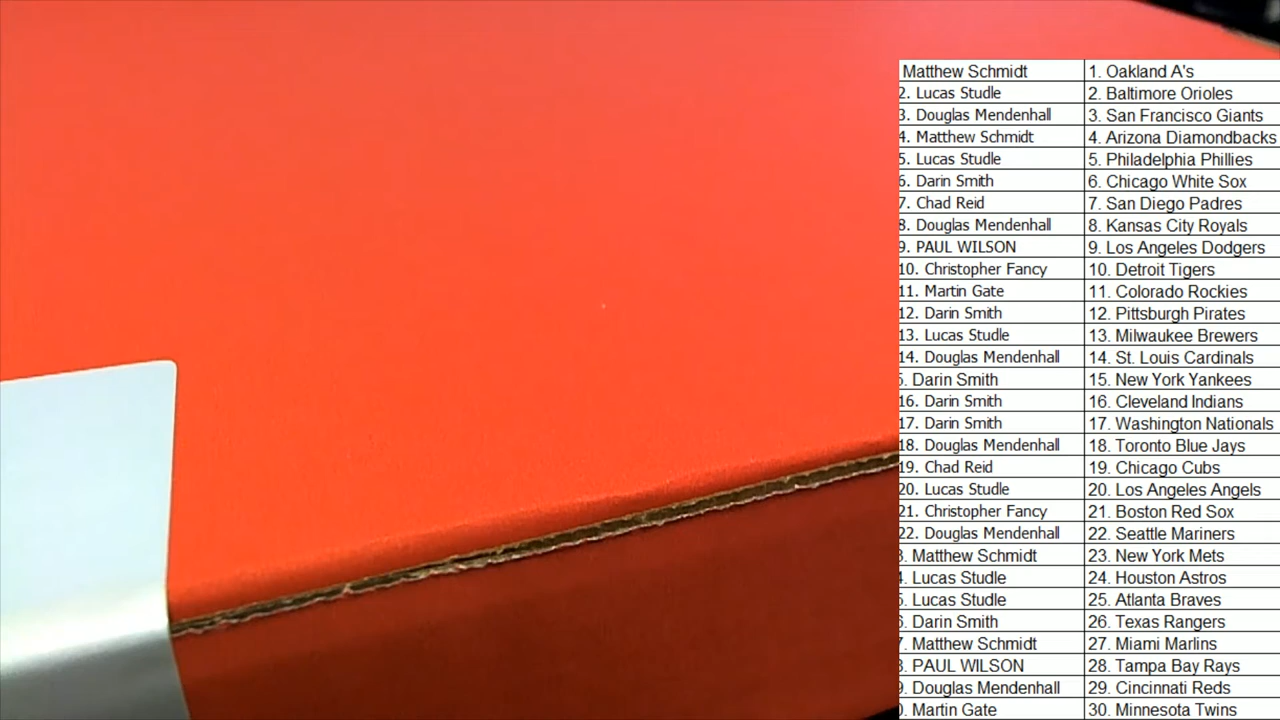 Matthew Schmidt 1. Oakland A's
2. Lucas Studle 2. Baltimore Orioles
3. Douglas Mendenhall 3. San Francisco Giants
4. Matthew Schmidt 4. Arizona Diamondbacks
5. Lucas Studle 5. Philadelphia Phillies
6. Darin Smith 6. Chicago White Sox
7. Chad Reid 7. San Diego Padres
8. Douglas Mendenhall 8. Kansas City Royals
9. PAUL WILSON 9. Los Angeles Dodgers
10. Christopher Fancy 10. Detroit Tigers
11. Martin Gate 11. Colorado Rockies
12. Darin Smith 12. Pittsburgh Pirates
13. Lucas Studle 13. Milwaukee Brewers
14. Douglas Mendenhall 14. St. Louis Cardinals
5. Darin Smith 15. New York Yankees
16. Darin Smith 16. Cleveland Indians
17. Darin Smith 17. Washington Nationals
18. Douglas Mendenhall 18. Toronto Blue Jays
19. Chad Reid 19. Chicago Cubs
20. Lucas Studle 20. Los Angeles Angels
21. Christopher Fancy 21. Boston Red Sox
22. Douglas Mendenhall 22. Seattle Mariners
3. Matthew Schmidt 23. New York Mets
4. Lucas Studle 24. Houston Astros
5. Lucas Studle 25. Atlanta Braves
6. Darin Smith 26. Texas Rangers
7. Matthew Schmidt 27. Miami Marlins
8. PAUL WILSON 28. Tampa Bay Rays
9. Douglas Mendenhall 29. Cincinnati Reds
0. Martin Gate 30. Minnesota Twins